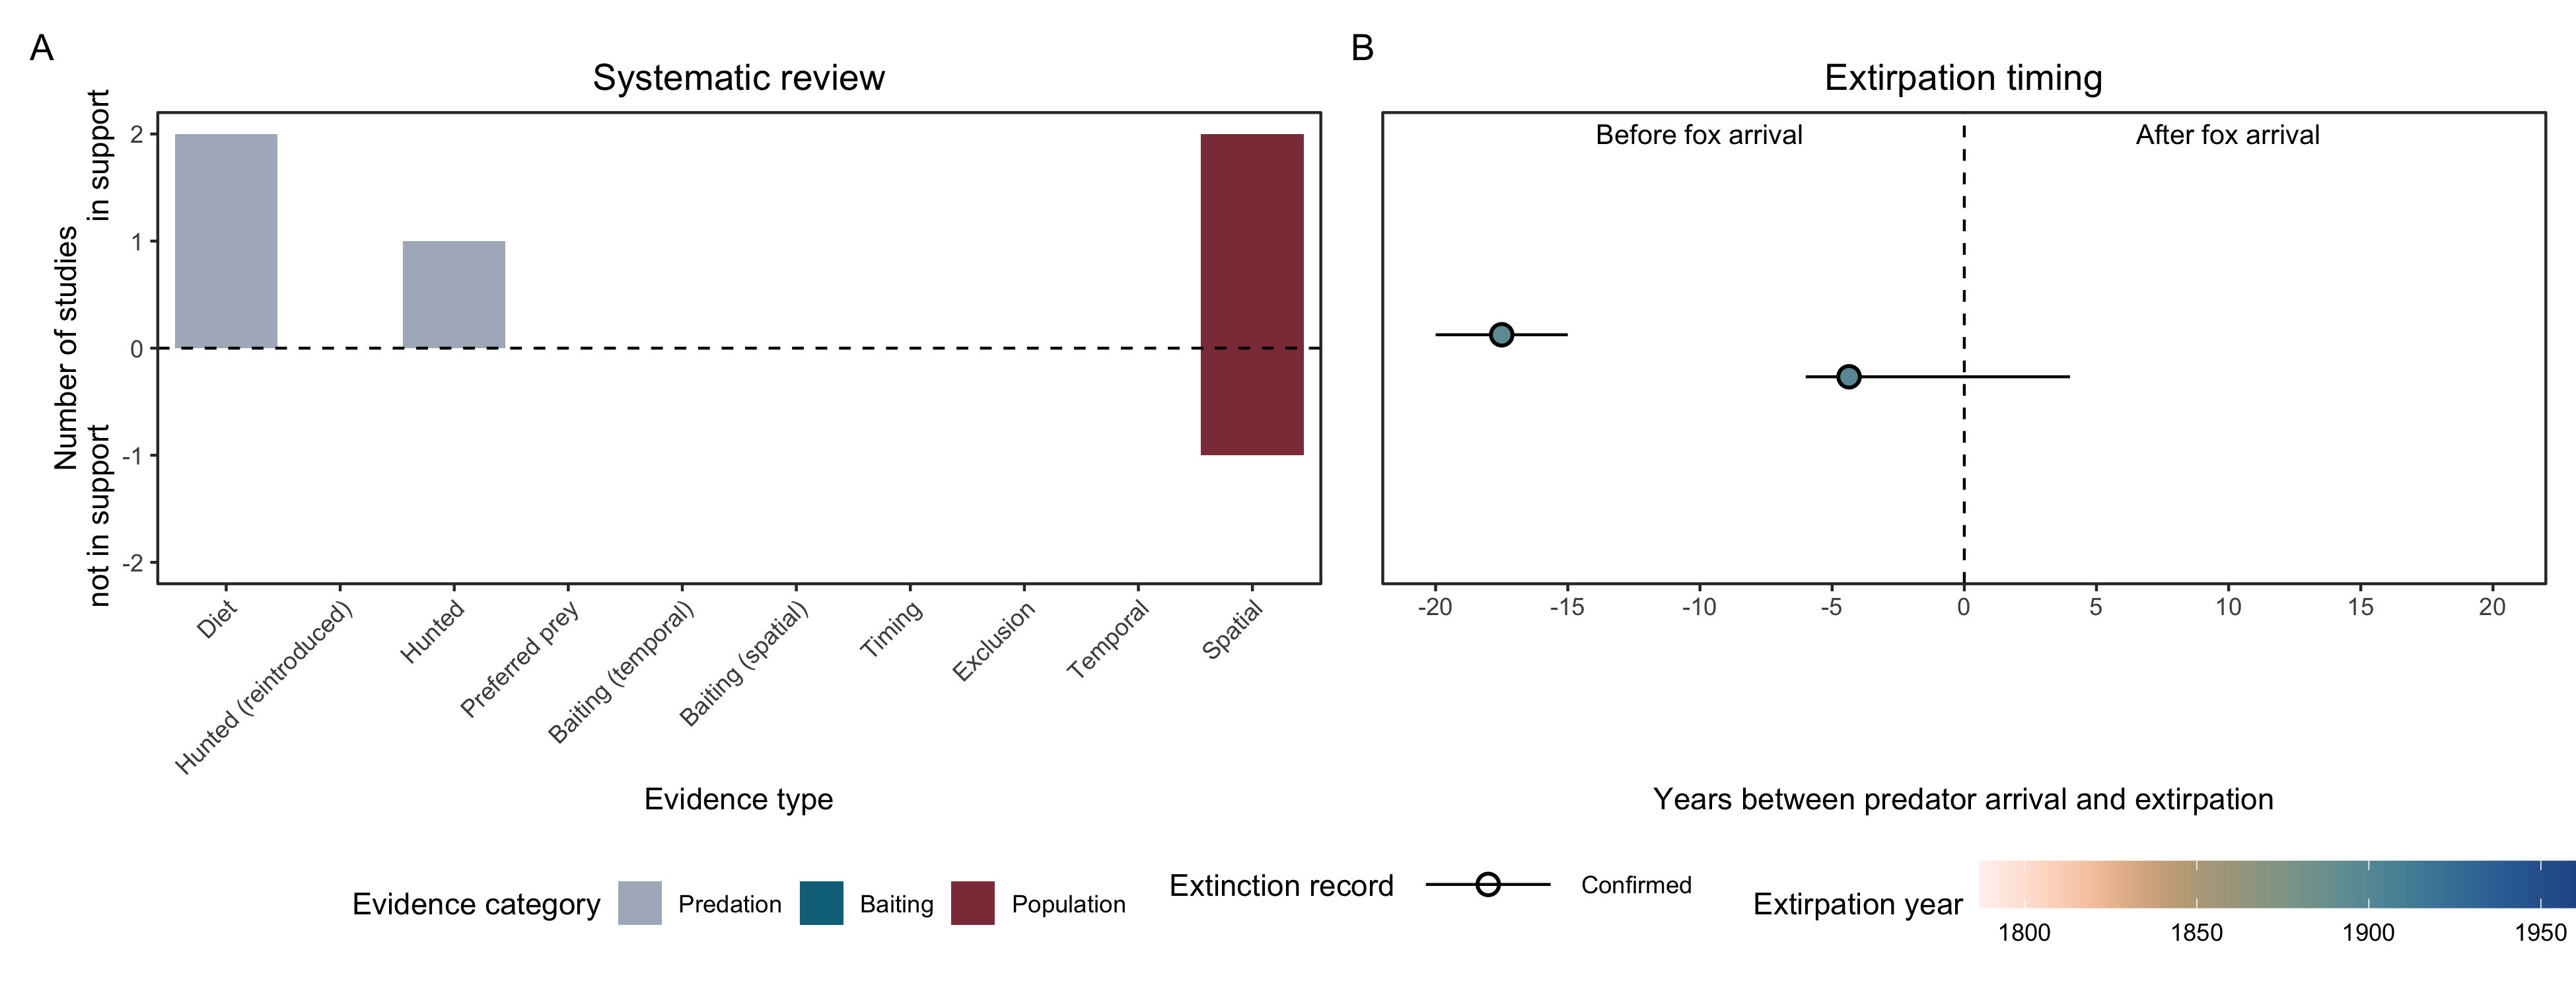 A
Systematic review
in support
Number of studies
not in support
2
1
0
-1
-2
Diet
Hunted (reintroduced)
Hunted
Preferred prey
Baiting (temporal)
Baiting (spatial)
Timing
Exclusion
Temporal
Spatial
Evidence type
B
Extirpation timing
Before fox arrival
After fox arrival
-20 -15 -10 -5 0 5 10 15 20
Years between predator arrival and extirpation
Evidence category Predation Baiting Population
Extinction record Confirmed
Extirpation year
1800 1850 1900 1950